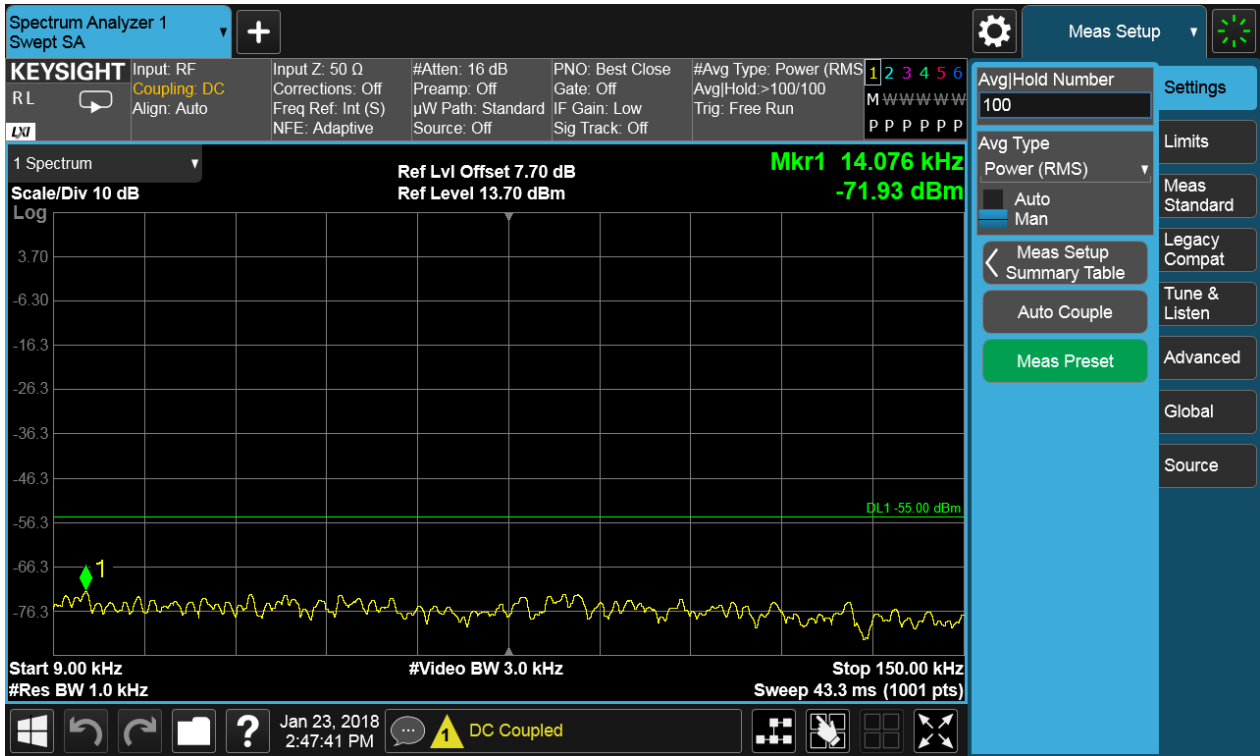 Spectrum Analyzer 1
Swept SA
+
Meas Setup
KEYSIGHT
RL
LXI
Input: RF
Coupling: DC
Align: Auto
Input Z: 50 Ω
Corrections: Off
Freq Ref: Int (S)
NFE: Adaptive
#Atten: 16 dB
Preamp: Off
µW Path: Standard
Source: Off
PNO: Best Close
Gate: Off
IF Gain: Low
Sig Track: Off
#Avg Type: Power (RMS
Avg|Hold:>100/100
Trig: Free Run
1 2 3 4 5 6
M W W W W W
P P P P P P
1 Spectrum
Scale/Div 10 dB
Log
Ref Lvl Offset 7.70 dB
Ref Level 13.70 dBm
Mkr1 14.076 kHz
-71.93 dBm
3.70
-6.30
-16.3
-26.3
-36.3
-46.3
-56.3
-66.3
-76.3
DL1 -55.00 dBm
1
Start 9.00 kHz
#Res BW 1.0 kHz
#Video BW 3.0 kHz
Stop 150.00 kHz
Sweep 43.3 ms (1001 pts)
Avg|Hold Number
100
Avg Type
Power (RMS)
Auto
Man
Meas Setup
Summary Table
Auto Couple
Meas Preset
Settings
Limits
Meas
Standard
Legacy
Compat
Tune &
Listen
Advanced
Global
Source
?
Jan 23, 2018
2:47:41 PM
1
DC Coupled